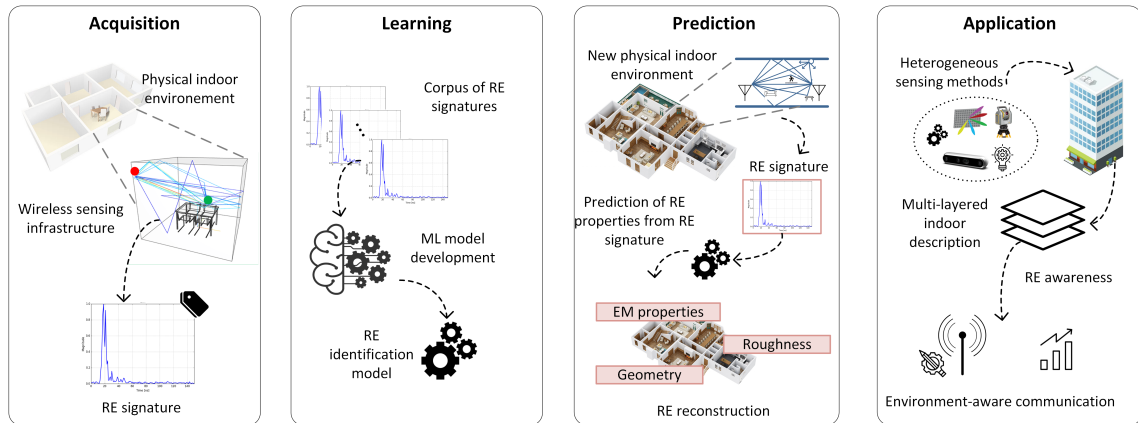 Acquisition
Physical indoor
environement
Wireless sensing
infrastructure
RE signature
Learning
Corpus of RE
signatures
ML model
development
RE
identification
model
Prediction
New physical indoor
environment
RE signature
Prediction of RE
properties from RE
signature
EM properties
Roughness
Geometry
RE reconstruction
Application
Heterogeneous
sensing methods
Multi-layered
indoor
description
RE awareness
Environment-aware communication